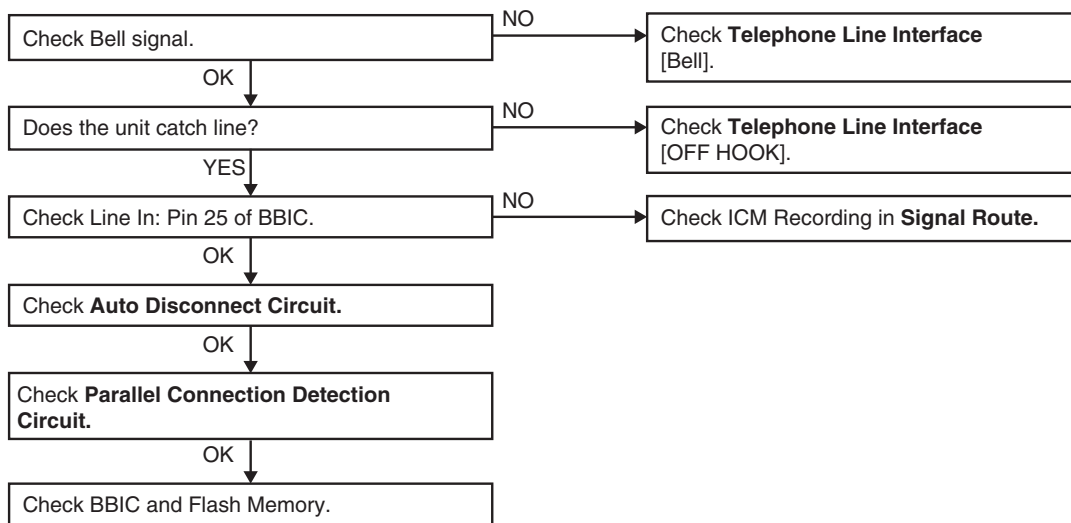 Check Bell signal.
NO
Check Telephone Line Interface
[Bell].
OK
Does the unit catch line?
NO
Check Telephone Line Interface
[OFF HOOK].
YES
Check Line In: Pin 25 of BBIC.
NO
Check ICM Recording in Signal Route.
OK
Check Auto Disconnect Circuit.
OK
Check Parallel Connection Detection
Circuit.
OK
Check BBIC and Flash Memory.